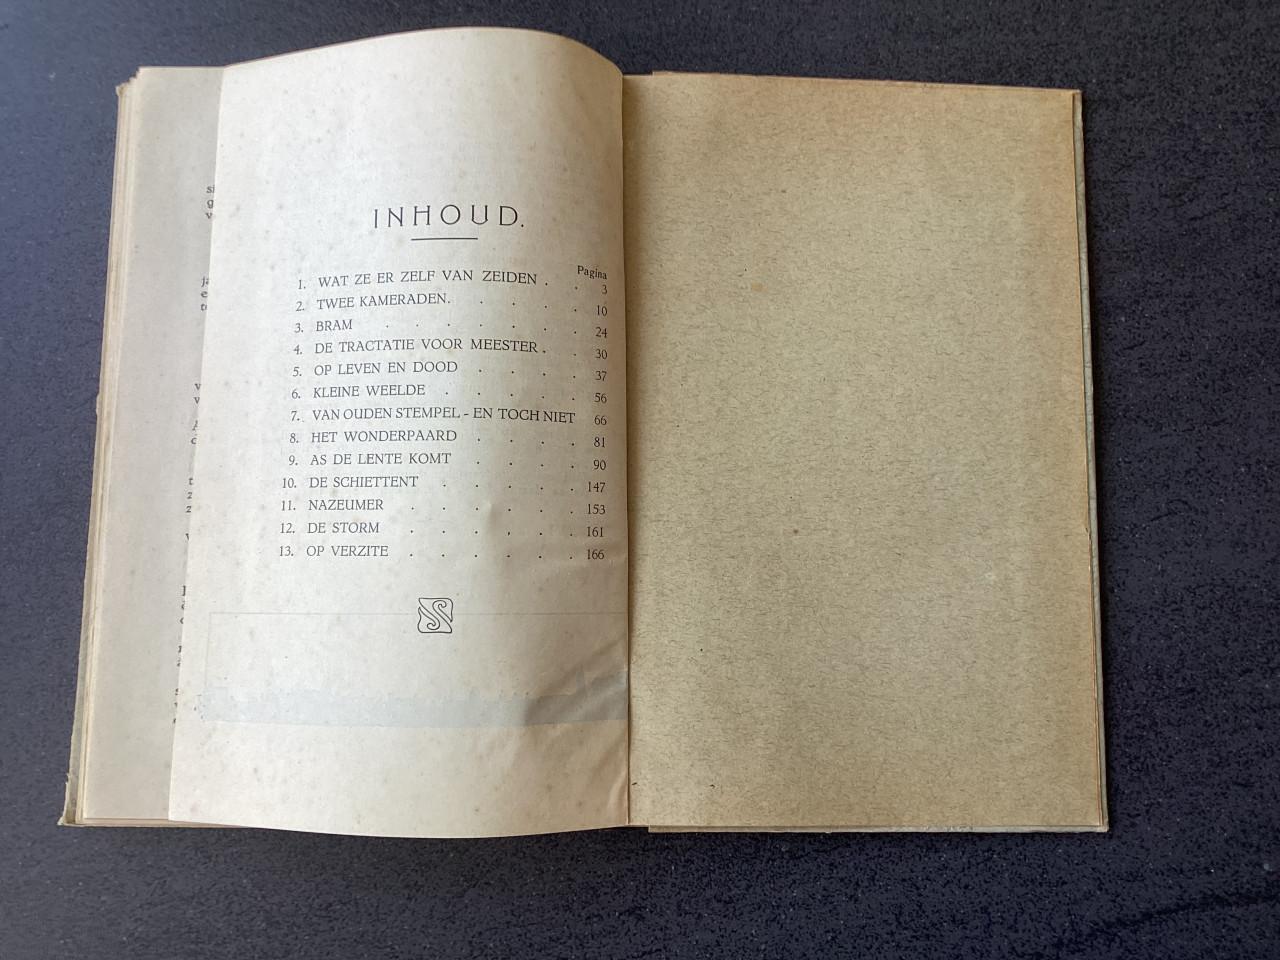 INHOUD.
Pagina
1. WAT ZE ER ZELF VAN ZEIDEN . . 3
2. TWEE KAMERADEN. . . . . 10
3. BRAM . . . . . . . 24
4. DE TRACTATIE VOOR MEESTER . . 30
5. OP LEVEN EN DOOD . . . . 37
6. KLEINE WEELDE . . . . . 56
7. VAN OUDEN STEMPEL - EN TOCH NIET 66
8. HET WONDERPAARD . . . . 81
9. AS DE LENTE KOMT . . . . 90
10. DE SCHIETTENT . . . . . 147
11. NAZEUMER . . . . . . 153
12. DE STORM . . . . . . 161
13. OP VERZITE . . . . . . 166